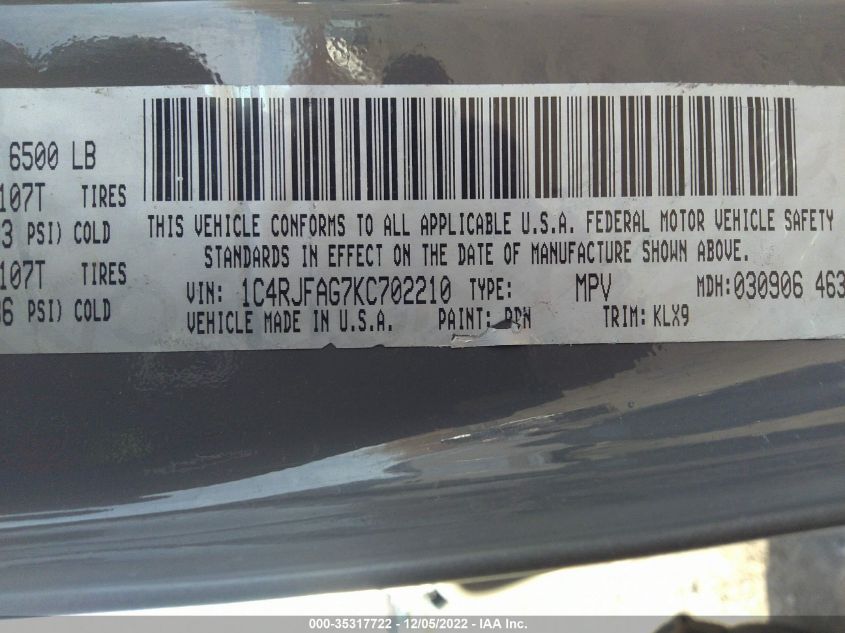 6500 LB
107T TIRES
3 PSI) COLD
THIS VEHICLE CONFORMS TO ALL APPLICABLE U.S.A. FEDERAL MOTOR VEHICLE SAFETY
STANDARDS IN EFFECT ON THE DATE OF MANUFACTURE SHOWN ABOVE.
107T TIRES
VIN: 1C4RJFAG7KC702210 TYPE: MPV MDH:030906 463
6 PSI) COLD
VEHICLE MADE IN U.S.A. PAINT: TRIM: KLX9
000-35317722 - 12/05/2022 - IAA Inc.